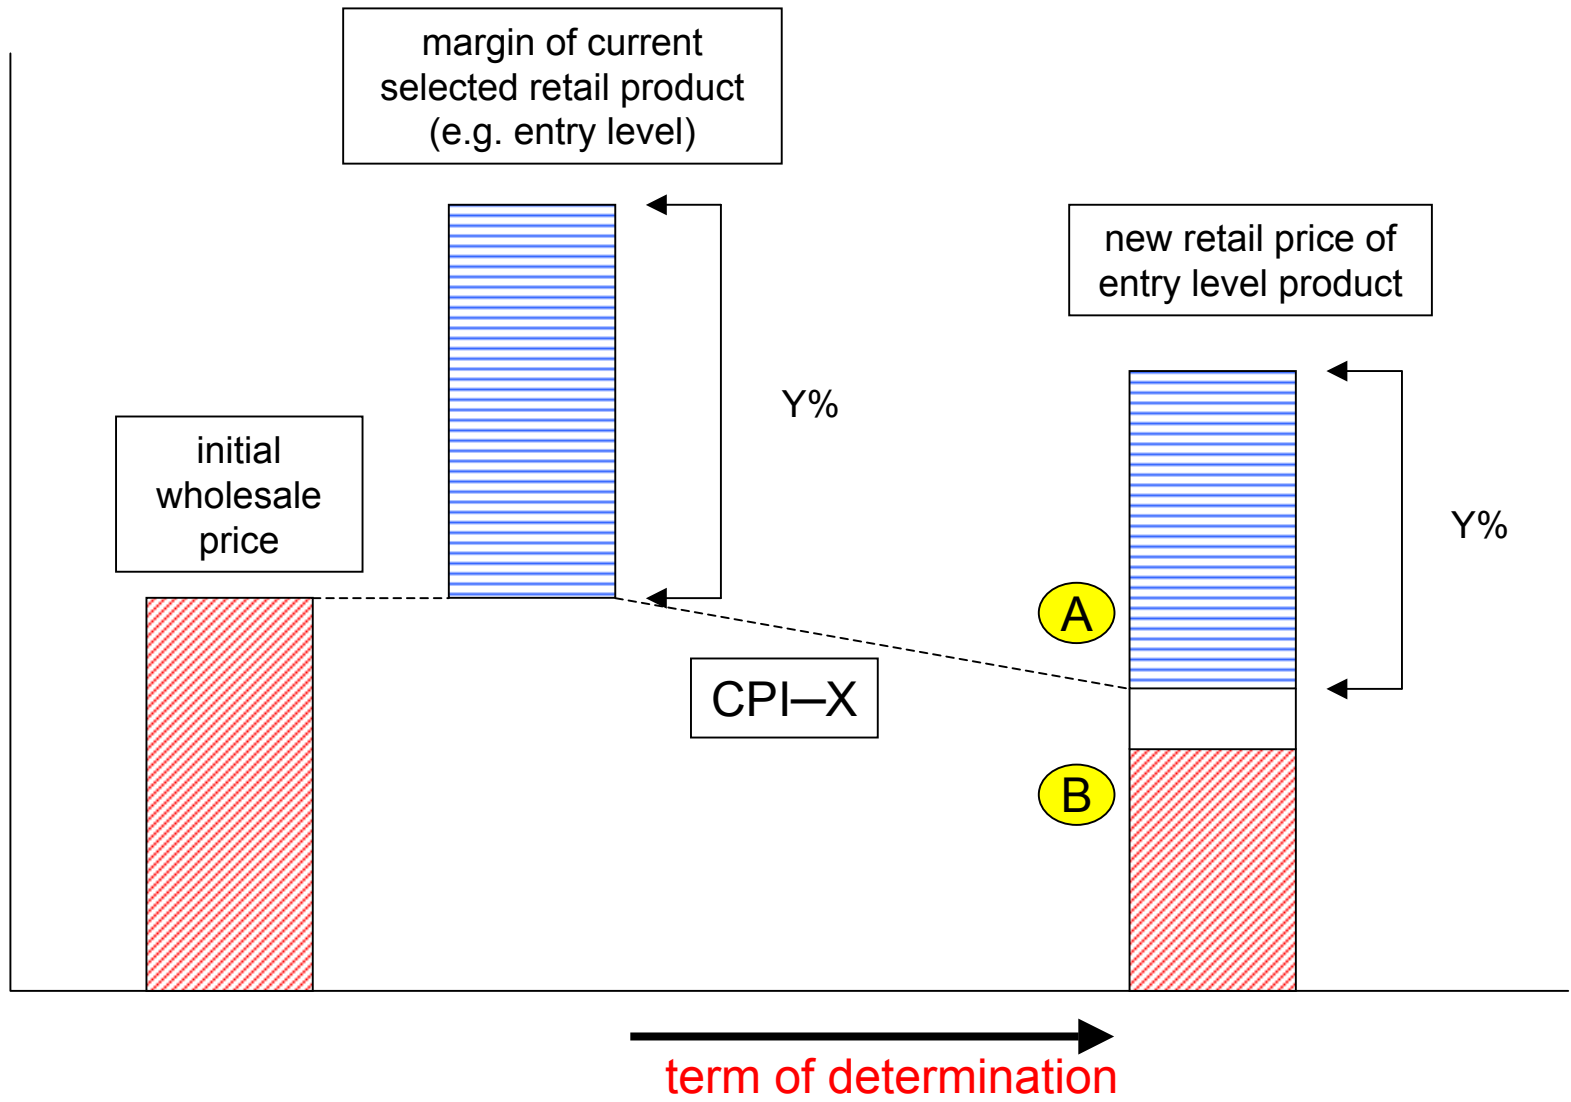 margin of current
selected retail product
(e.g. entry level)
new retail price of
entry level product
Y%
initial
wholesale
price
Y%
A
CPI—X
B
term of determination